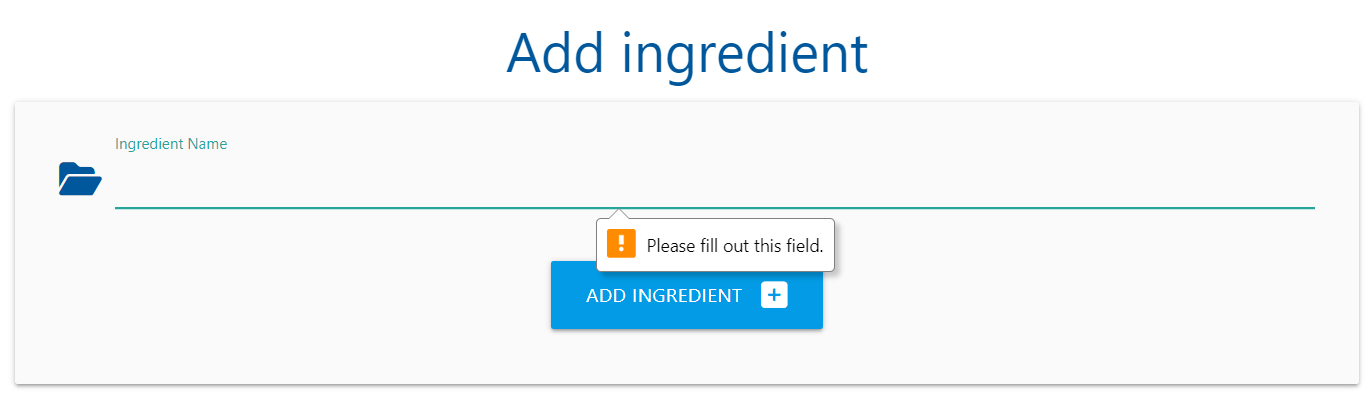 Add ingredient
Ingredient Name
Please fill out this field.
ADD INGREDIENT